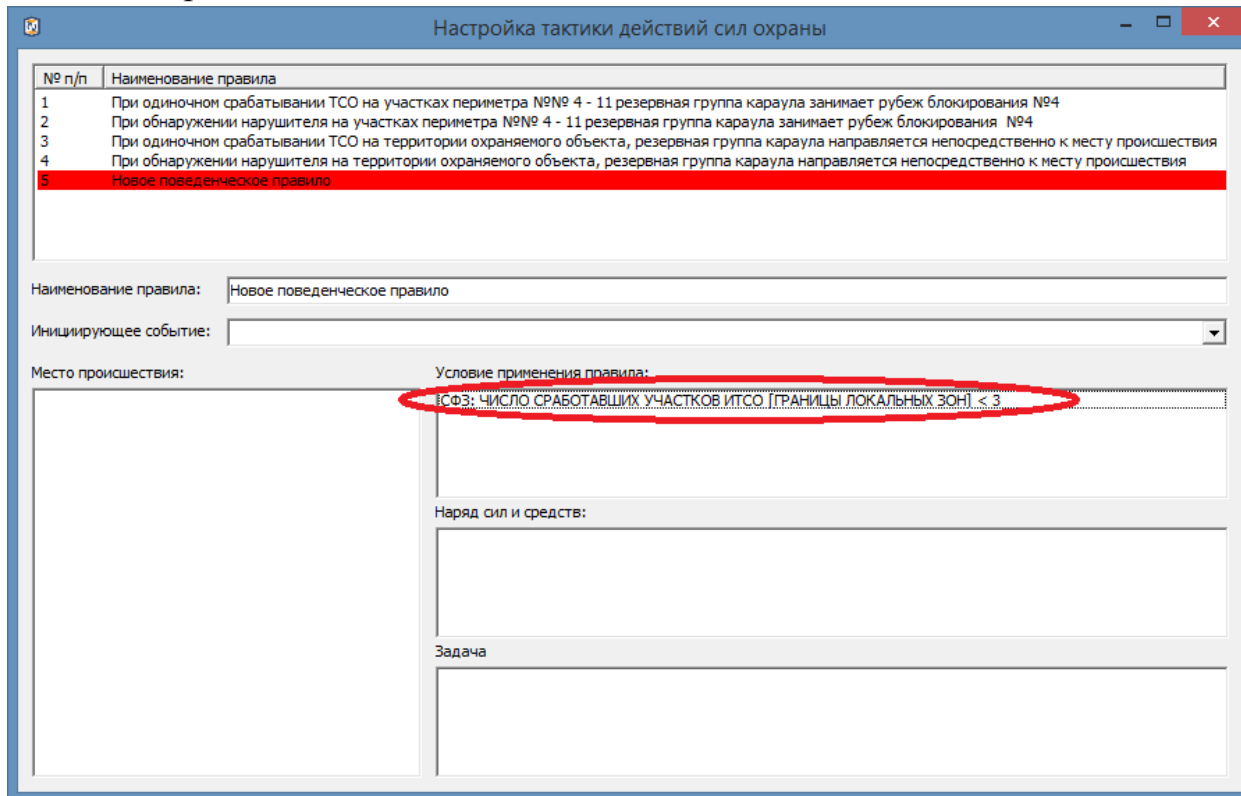 Настройка тактики действий сил охраны
№ п/п Наименование правила
1 При одиночном срабатывании ТСО на участках периметра №№ 4 - 11 резервная группа караула занимает рубеж блокирования №4
2 При обнаружении нарушителя на участках периметра №№ 4 - 11 резервная группа караула занимает рубеж блокирования №4
3 При одиночном срабатывании ТСО на территории охраняемого объекта, резервная группа караула направляется непосредственно к месту происшествия
4 При обнаружении нарушителя на территории охраняемого объекта, резервная группа караула направляется непосредственно к месту происшествия
5 Новое поведенческое правило
Наименование правила: Новое поведенческое правило
Инициирующее событие:
Место происшествия: Условие применения правила:
СФЗ: ЧИСЛО СРАБОТАВШИХ УЧАСТКОВ ИТСО [ГРАНИЦЫ ЛОКАЛЬНЫХ ЗОН] < 3
Наряд сил и средств:
Задача